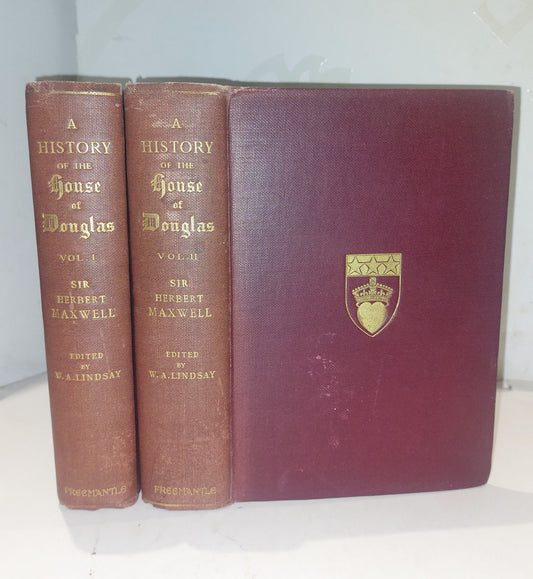 A
HISTORY
OF THE
House
of
Douglas
VOL. I
SIR
HERBERT
MAXWELL
EDITED
BY
W. A. LINDSAY
FREEMANTLE
A
HISTORY
OF THE
House
of
Douglas
VOL. II
SIR
HERBERT
MAXWELL
EDITED
BY
W. A. LINDSAY
FREEMANTLE